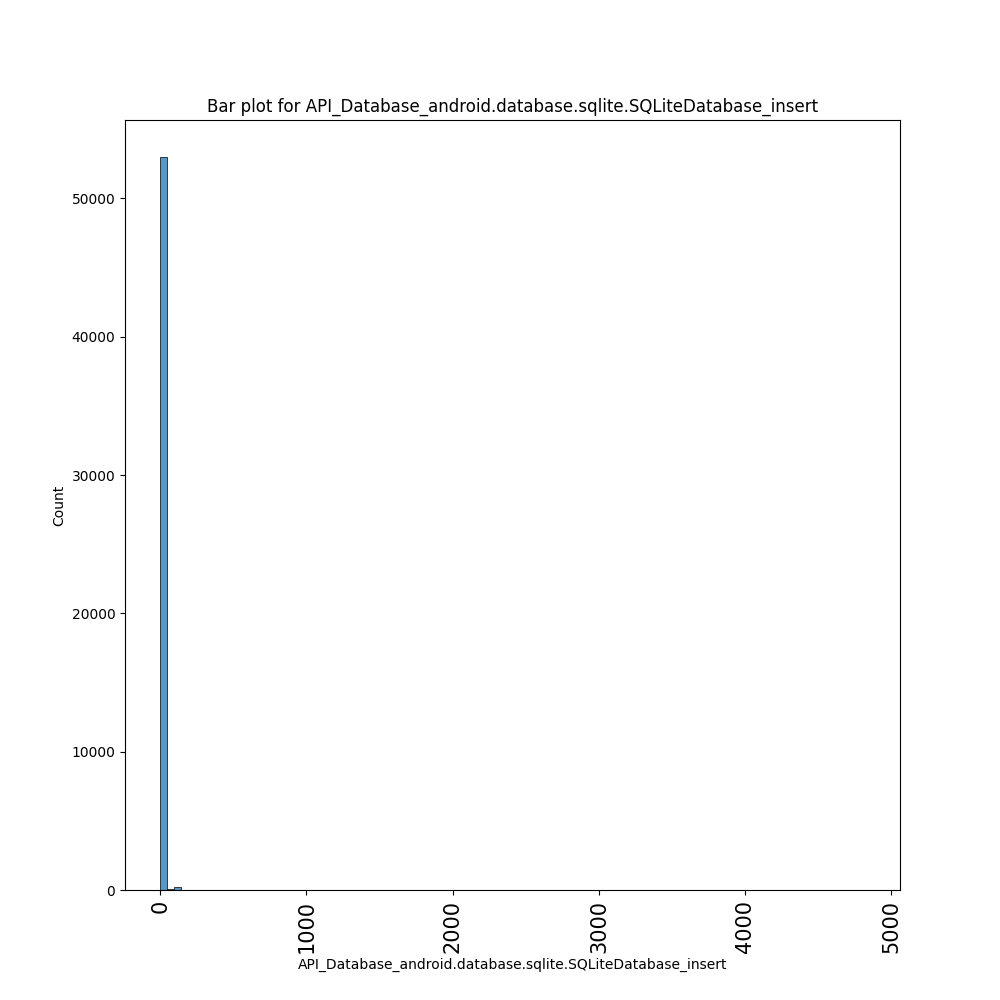 Bar plot for API_Database_android.database.sqlite.SQLiteDatabase_insert
50000
40000
30000
20000
10000
0
Count
0 1000 2000 3000 4000 5000
API_Database_android.database.sqlite.SQLiteDatabase_insert